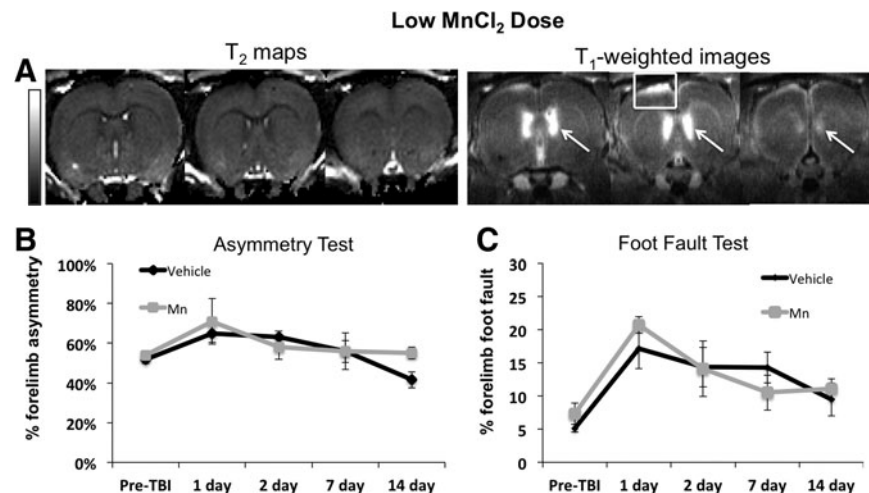 Low MnCl₂ Dose
T₂ maps
T₁-weighted images
A
B
Asymmetry Test
% forelimb asymmetry
100%
80%
60%
40%
20%
0%
Vehicle
Mn
Pre-TBI 1 day 2 day 7 day 14 day
C
Foot Fault Test
% forelimb foot fault
30
25
20
15
10
5
0
Vehicle
Mn
Pre-TBI 1 day 2 day 7 day 14 day